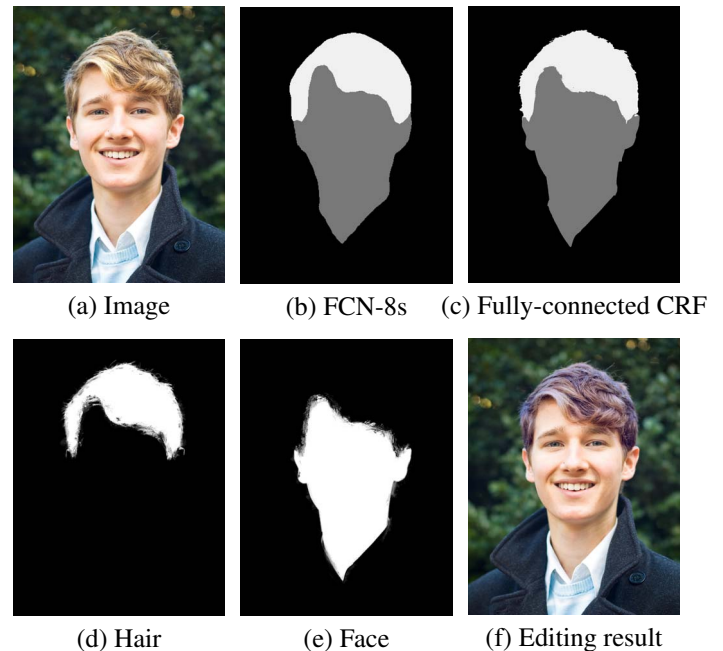 (a) Image (b) FCN-8s (c) Fully-connected CRF
(d) Hair (e) Face (f) Editing result